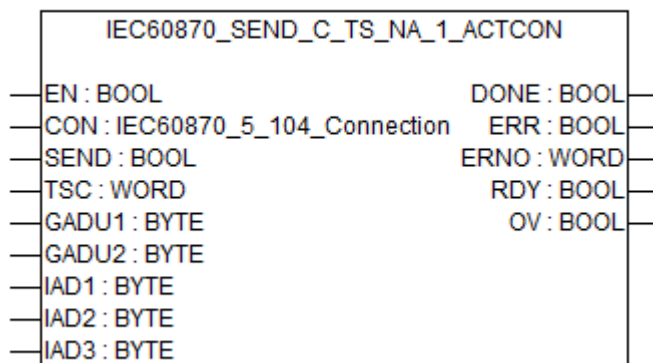 IEC60870_SEND_C_TS_NA_1_ACTCON
EN : BOOL DONE : BOOL
CON : IEC60870_5_104_Connection ERR : BOOL
SEND : BOOL ERNO : WORD
TSC : WORD RDY : BOOL
GADU1 : BYTE OV : BOOL
GADU2 : BYTE
IAD1 : BYTE
IAD2 : BYTE
IAD3 : BYTE